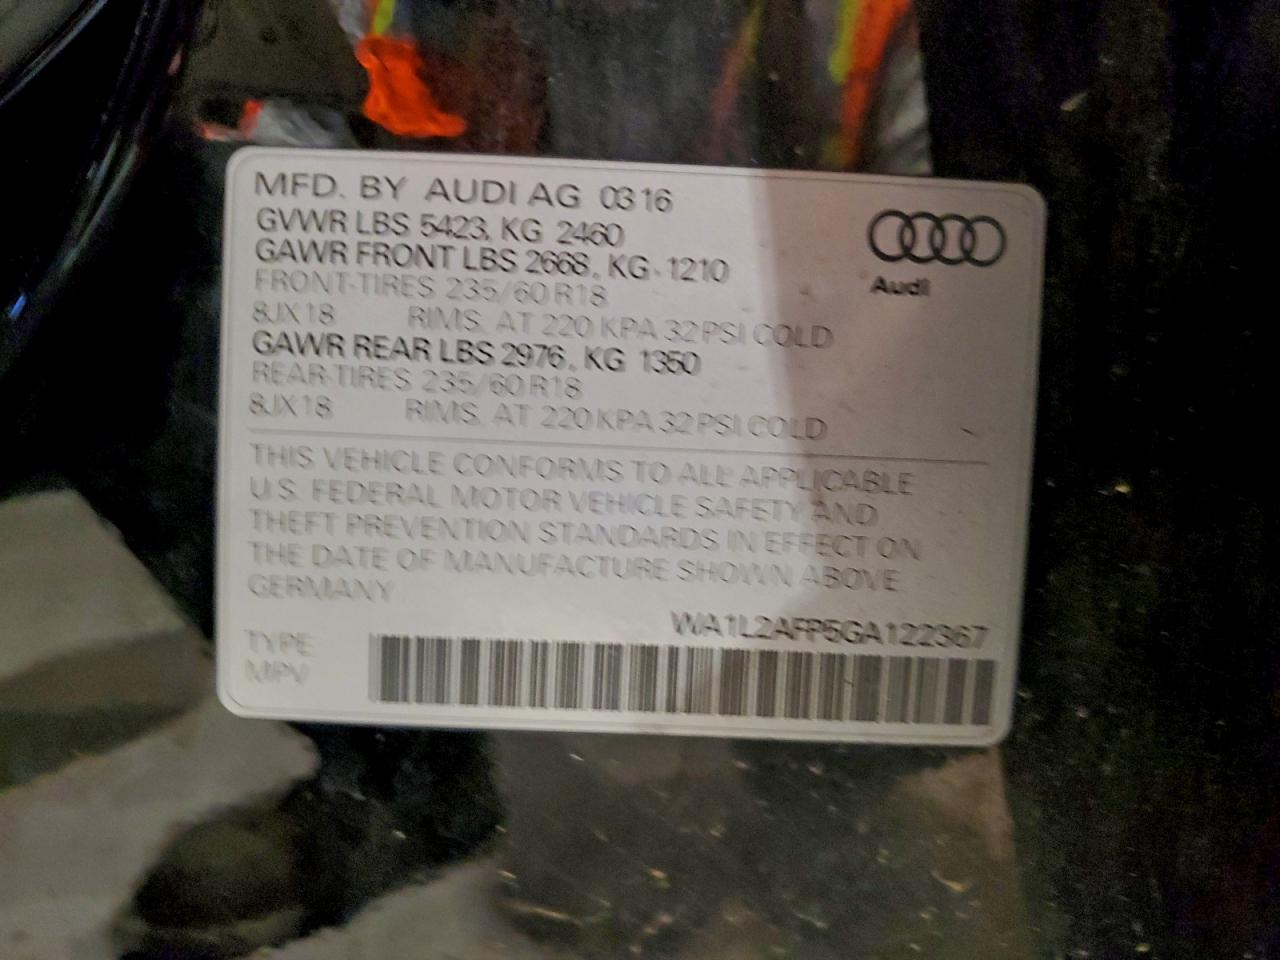 MFD. BY AUDI AG 0316
GVWR LBS 5423, KG 2460
GAWR FRONT LBS 2668, KG 1210
FRONT-TIRES 235/60 R18
8JX18 RIMS, AT 220 KPA 32 PSI COLD
GAWR REAR LBS 2976, KG 1350
REAR-TIRES 235/60 R18
8JX18 RIMS, AT 220 KPA 32 PSI COLD
Audi
THIS VEHICLE CONFORMS TO ALL APPLICABLE
U.S. FEDERAL MOTOR VEHICLE SAFETY AND
THEFT PREVENTION STANDARDS IN EFFECT ON
THE DATE OF MANUFACTURE SHOWN ABOVE
GERMANY
WA1L2AFP5GA122367
TYPE
MPV